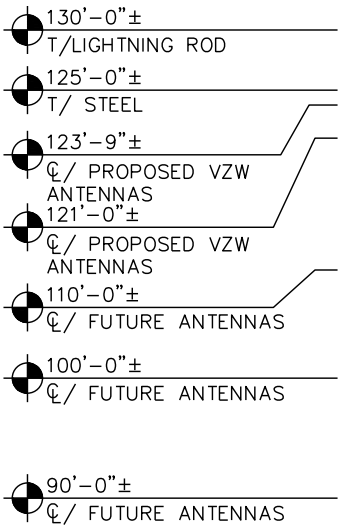 130'-0"±
T/LIGHTNING ROD
125'-0"±
T/ STEEL
123'-9"±
℄/ PROPOSED VZW
ANTENNAS
121'-0"±
℄/ PROPOSED VZW
ANTENNAS
110'-0"±
℄/ FUTURE ANTENNAS
100'-0"±
℄/ FUTURE ANTENNAS
90'-0"±
℄/ FUTURE ANTENNAS